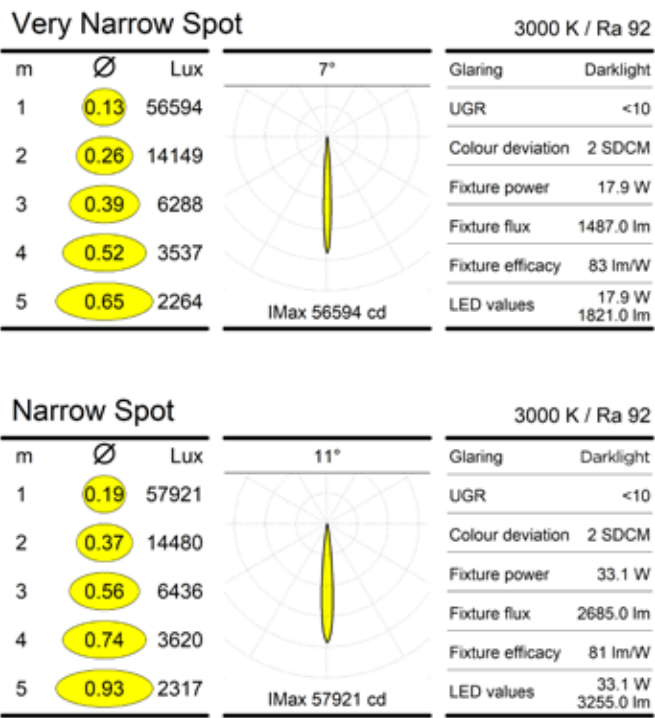 Very Narrow Spot 3000 K / Ra 92
m Ø Lux 7° Glaring Darklight
1 0.13 56594 UGR <10
2 0.26 14149 Colour deviation 2 SDCM
3 0.39 6288 Fixture power 17.9 W
Fixture flux 1487.0 lm
4 0.52 3537 Fixture efficacy 83 lm/W
5 0.65 2264 IMax 56594 cd LED values 17.9 W
1821.0 lm
Narrow Spot 3000 K / Ra 92
m Ø Lux 11° Glaring Darklight
1 0.19 57921 UGR <10
2 0.37 14480 Colour deviation 2 SDCM
3 0.56 6436 Fixture power 33.1 W
Fixture flux 2685.0 lm
4 0.74 3620 Fixture efficacy 81 lm/W
5 0.93 2317 IMax 57921 cd LED values 33.1 W
3255.0 lm